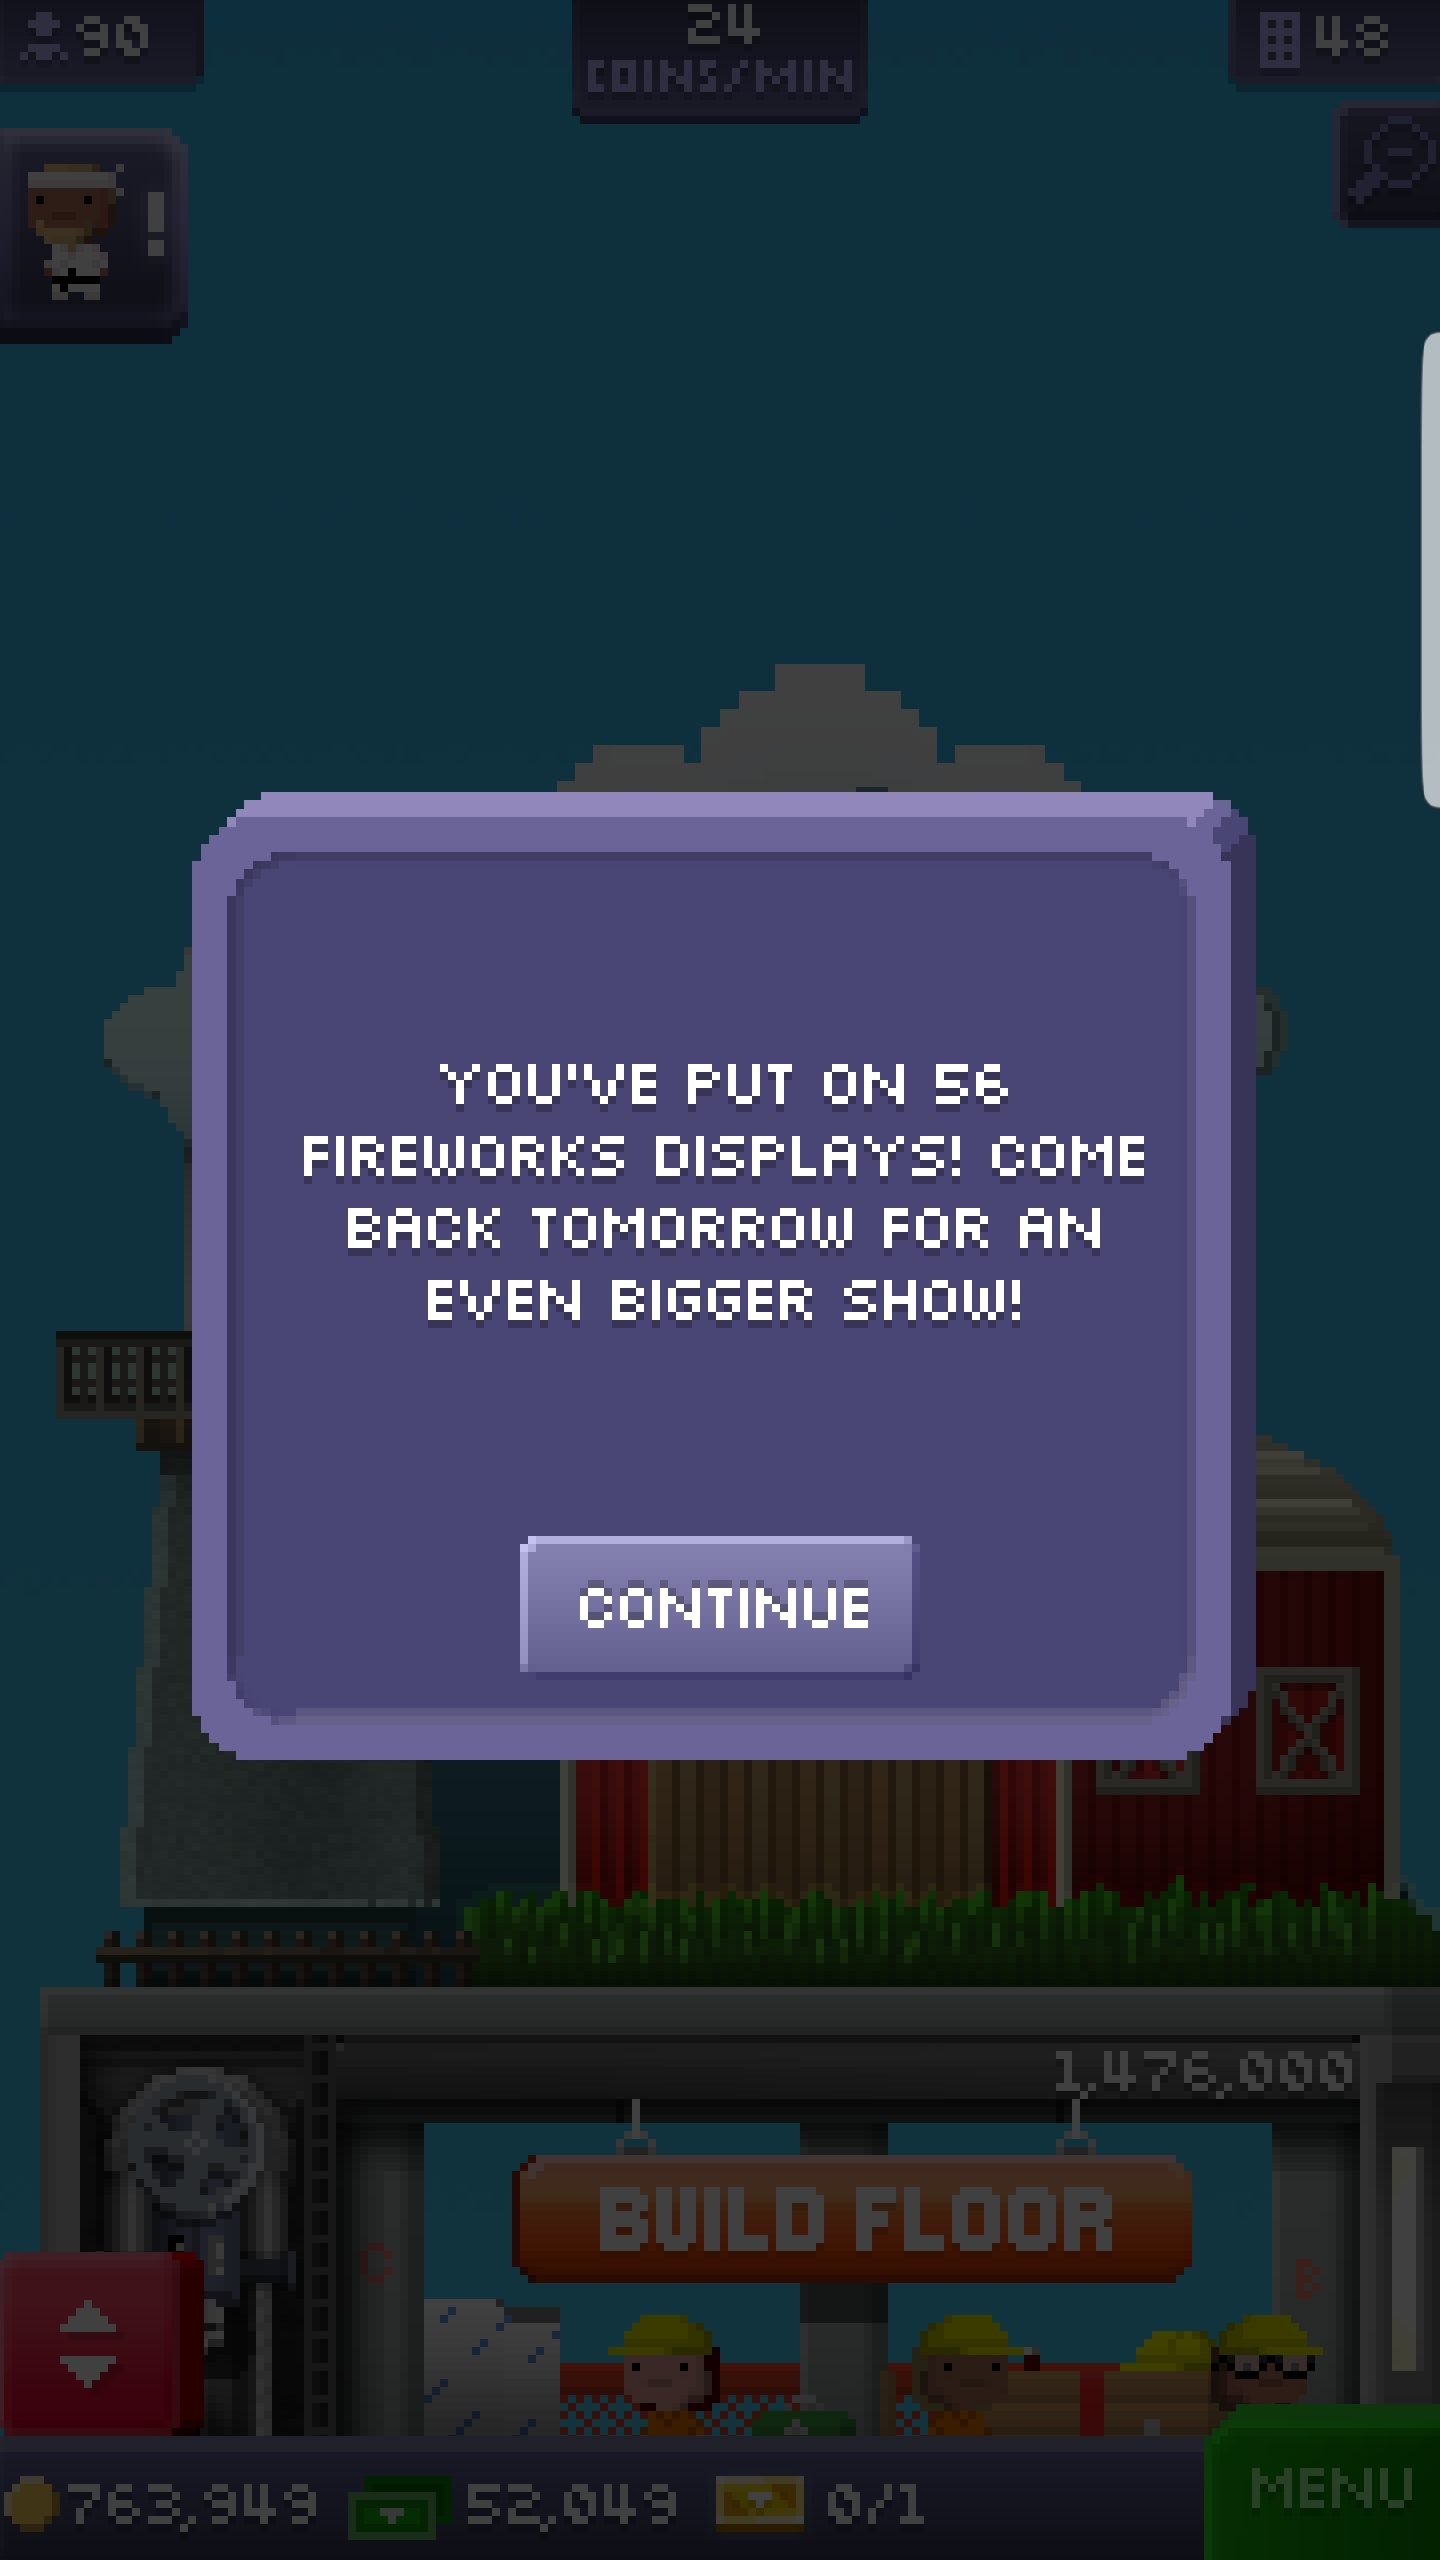 90
24
COINS/MIN
48
!
YOU'VE PUT ON 56
FIREWORKS DISPLAYS! COME
BACK TOMORROW FOR AN
EVEN BIGGER SHOW!
CONTINUE
1,476,000
BUILD FLOOR
C
B
763,949
52,049
0/1
MENU